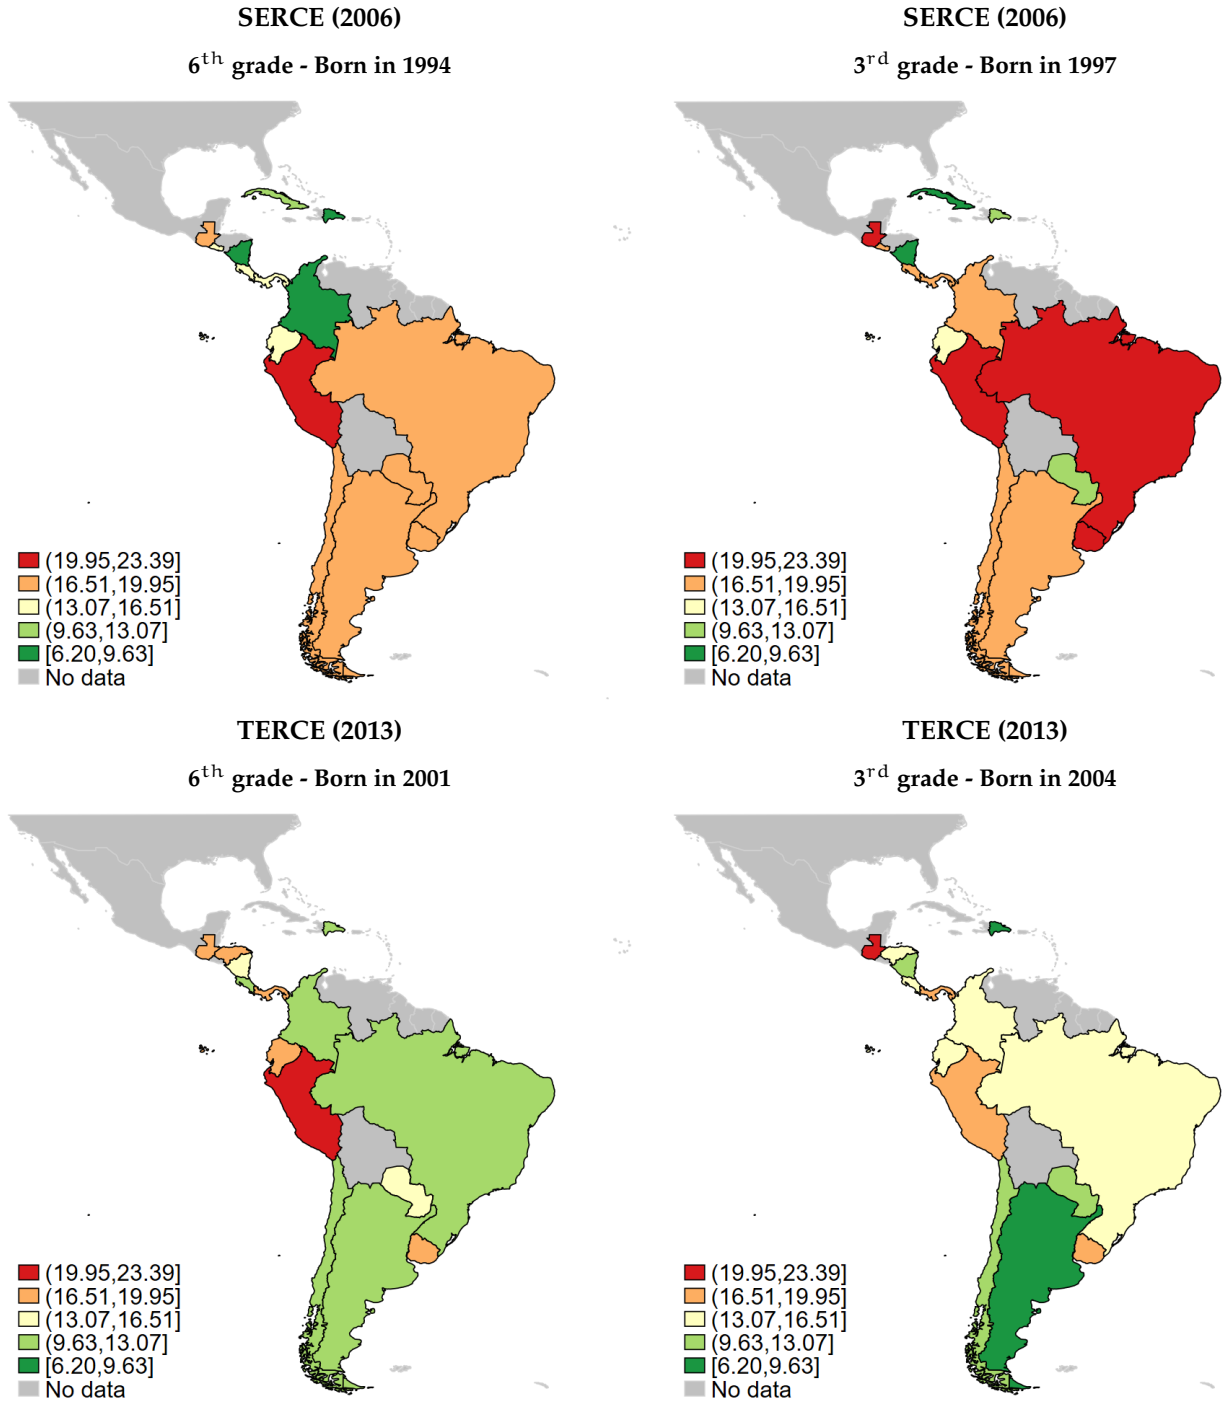 SERCE (2006)
6th grade - Born in 1994
(19.95,23.39]
(16.51,19.95]
(13.07,16.51]
(9.63,13.07]
[6.20,9.63]
No data
SERCE (2006)
3rd grade - Born in 1997
(19.95,23.39]
(16.51,19.95]
(13.07,16.51]
(9.63,13.07]
[6.20,9.63]
No data
TERCE (2013)
6th grade - Born in 2001
(19.95,23.39]
(16.51,19.95]
(13.07,16.51]
(9.63,13.07]
[6.20,9.63]
No data
TERCE (2013)
3rd grade - Born in 2004
(19.95,23.39]
(16.51,19.95]
(13.07,16.51]
(9.63,13.07]
[6.20,9.63]
No data